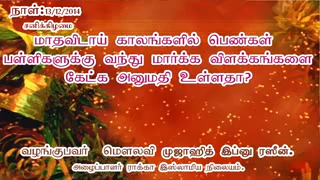 நாள்:13/12/2014
சனிக்கிழமை
மாதவிடாய் காலங்களில் பெண்கள்
பள்ளிகளுக்கு வந்து மார்க்க விளக்கங்களை
கேட்க அனுமதி உள்ளதா?
வழங்குபவர் மௌலவி முஜாஹித் இப்னு ரஸீன்.
அழைப்பாளர் ராக்கா இஸ்லாமிய நிலையம்.